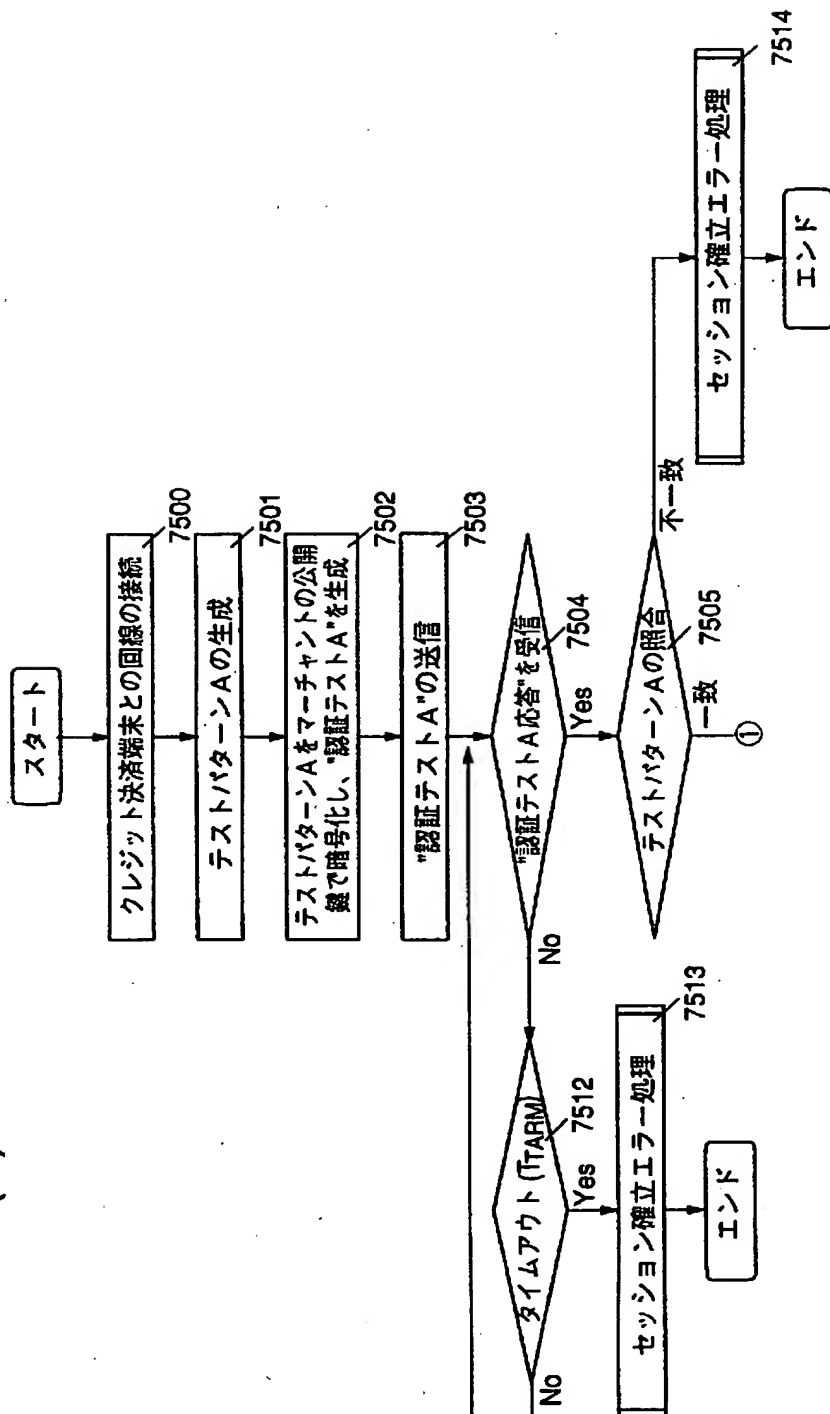 スタート
クレジット決済端末との回線の接続
7500
テストパターンAの生成
7501
テストパターンAをマーチャントの公開
鍵で暗号化し、"認証テストA"を生成
7502
"認証テストA"の送信
7503
"認証テストA応答"を受信
7504
Yes
No
テストパターンAの照合
7505
一致
不一致
①
セッション確立エラー処理
7514
エンド
タイムアウト(TTARM)
7512
Yes
No
セッション確立エラー処理
7513
エンド